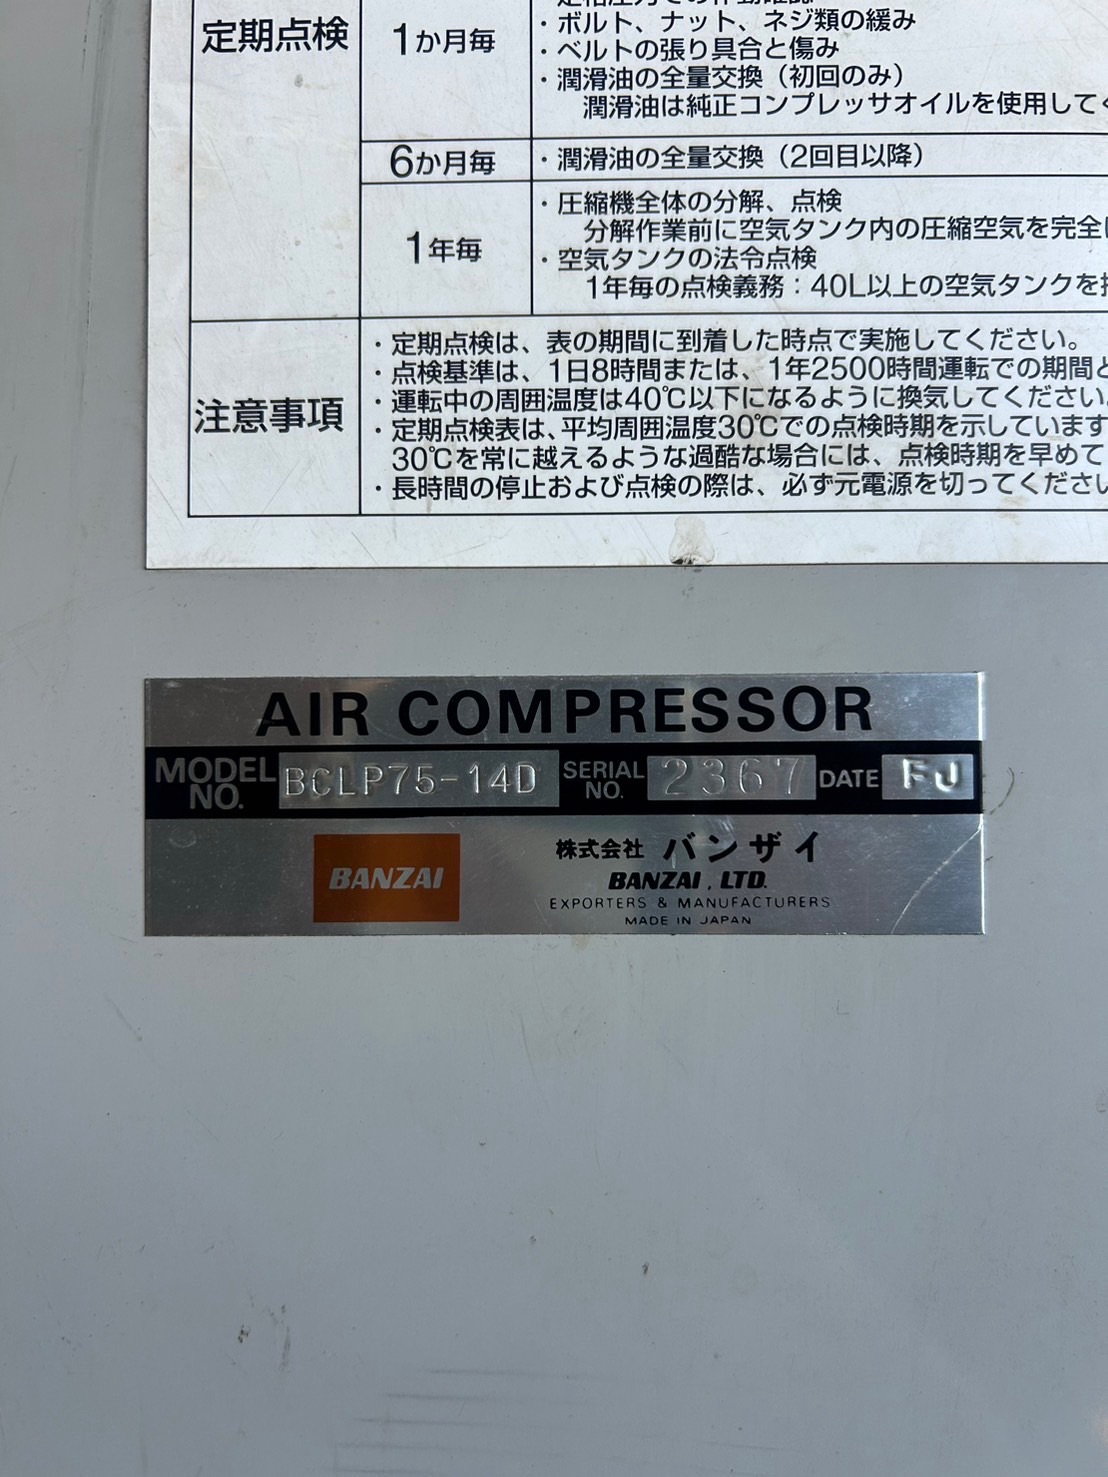 定期点検
1か月毎
・ボルト、ナット、ネジ類の緩み
・ベルトの張り具合と傷み
・潤滑油の全量交換（初回のみ）
潤滑油は純正コンプレッサオイルを使用して
6か月毎
・潤滑油の全量交換（2回目以降）
1年毎
・圧縮機全体の分解、点検
分解作業前に空気タンク内の圧縮空気を完全
・空気タンクの法令点検
1年毎の点検義務：40L以上の空気タンクを
注意事項
・定期点検は、表の期間に到着した時点で実施してください。
・点検基準は、1日8時間または、1年2500時間運転での期間
・運転中の周囲温度は40℃以下になるように換気してください。
・定期点検表は、平均周囲温度30℃での点検時期を示しています
30℃を常に越えるような過酷な場合には、点検時期を早めて
・長時間の停止および点検の際は、必ず元電源を切ってください
AIR COMPRESSOR
MODEL NO. BCLP75-14D SERIAL NO. 2367 DATE FJ
BANZAI
株式会社 バンザイ
BANZAI, LTD.
EXPORTERS & MANUFACTURERS
MADE IN JAPAN